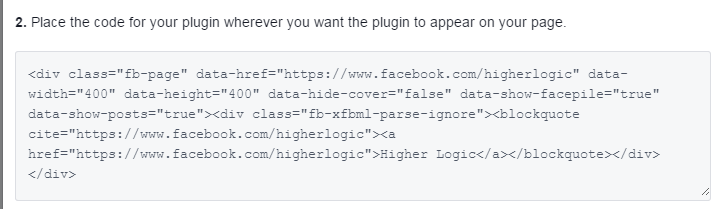 2. Place the code for your plugin wherever you want the plugin to appear on your page.
<div class="fb-page" data-href="https://www.facebook.com/higherlogic" data-
width="400" data-height="400" data-hide-cover="false" data-show-facepile="true"
data-show-posts="true"><div class="fb-xfbml-parse-ignore"><blockquote
cite="https://www.facebook.com/higherlogic"><a
href="https://www.facebook.com/higherlogic">Higher Logic</a></blockquote></div>
</div>